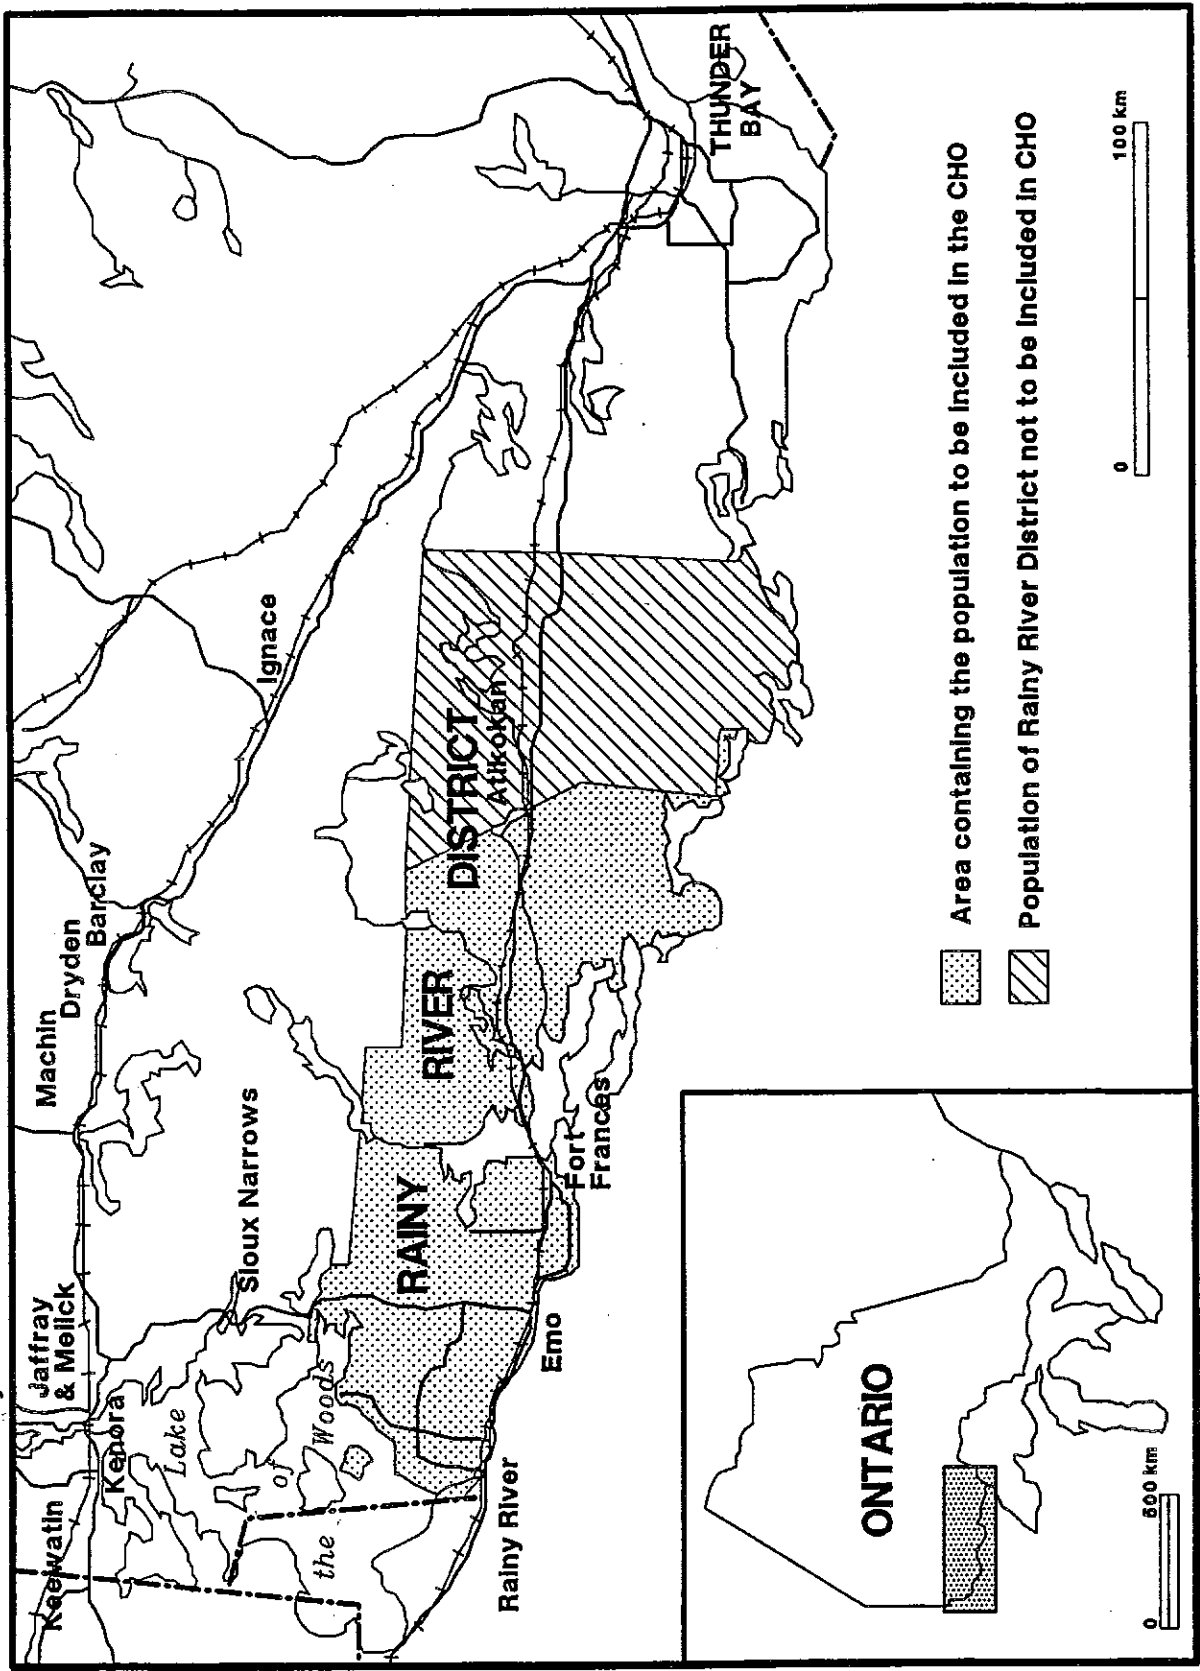 Keewatin
Kenora
Jaffray
& Melick
Machin
Dryden
Barclay
Ignace
Sioux Narrows
Lake
of
the
Woods
RAINY
RIVER
DISTRICT
Atikokan
THUNDER
BAY
Fort
Frances
Emo
Rainy River
ONTARIO
0
500 km
Area containing the population to be included in the CHO
Population of Rainy River District not to be included in CHO
0
100 km